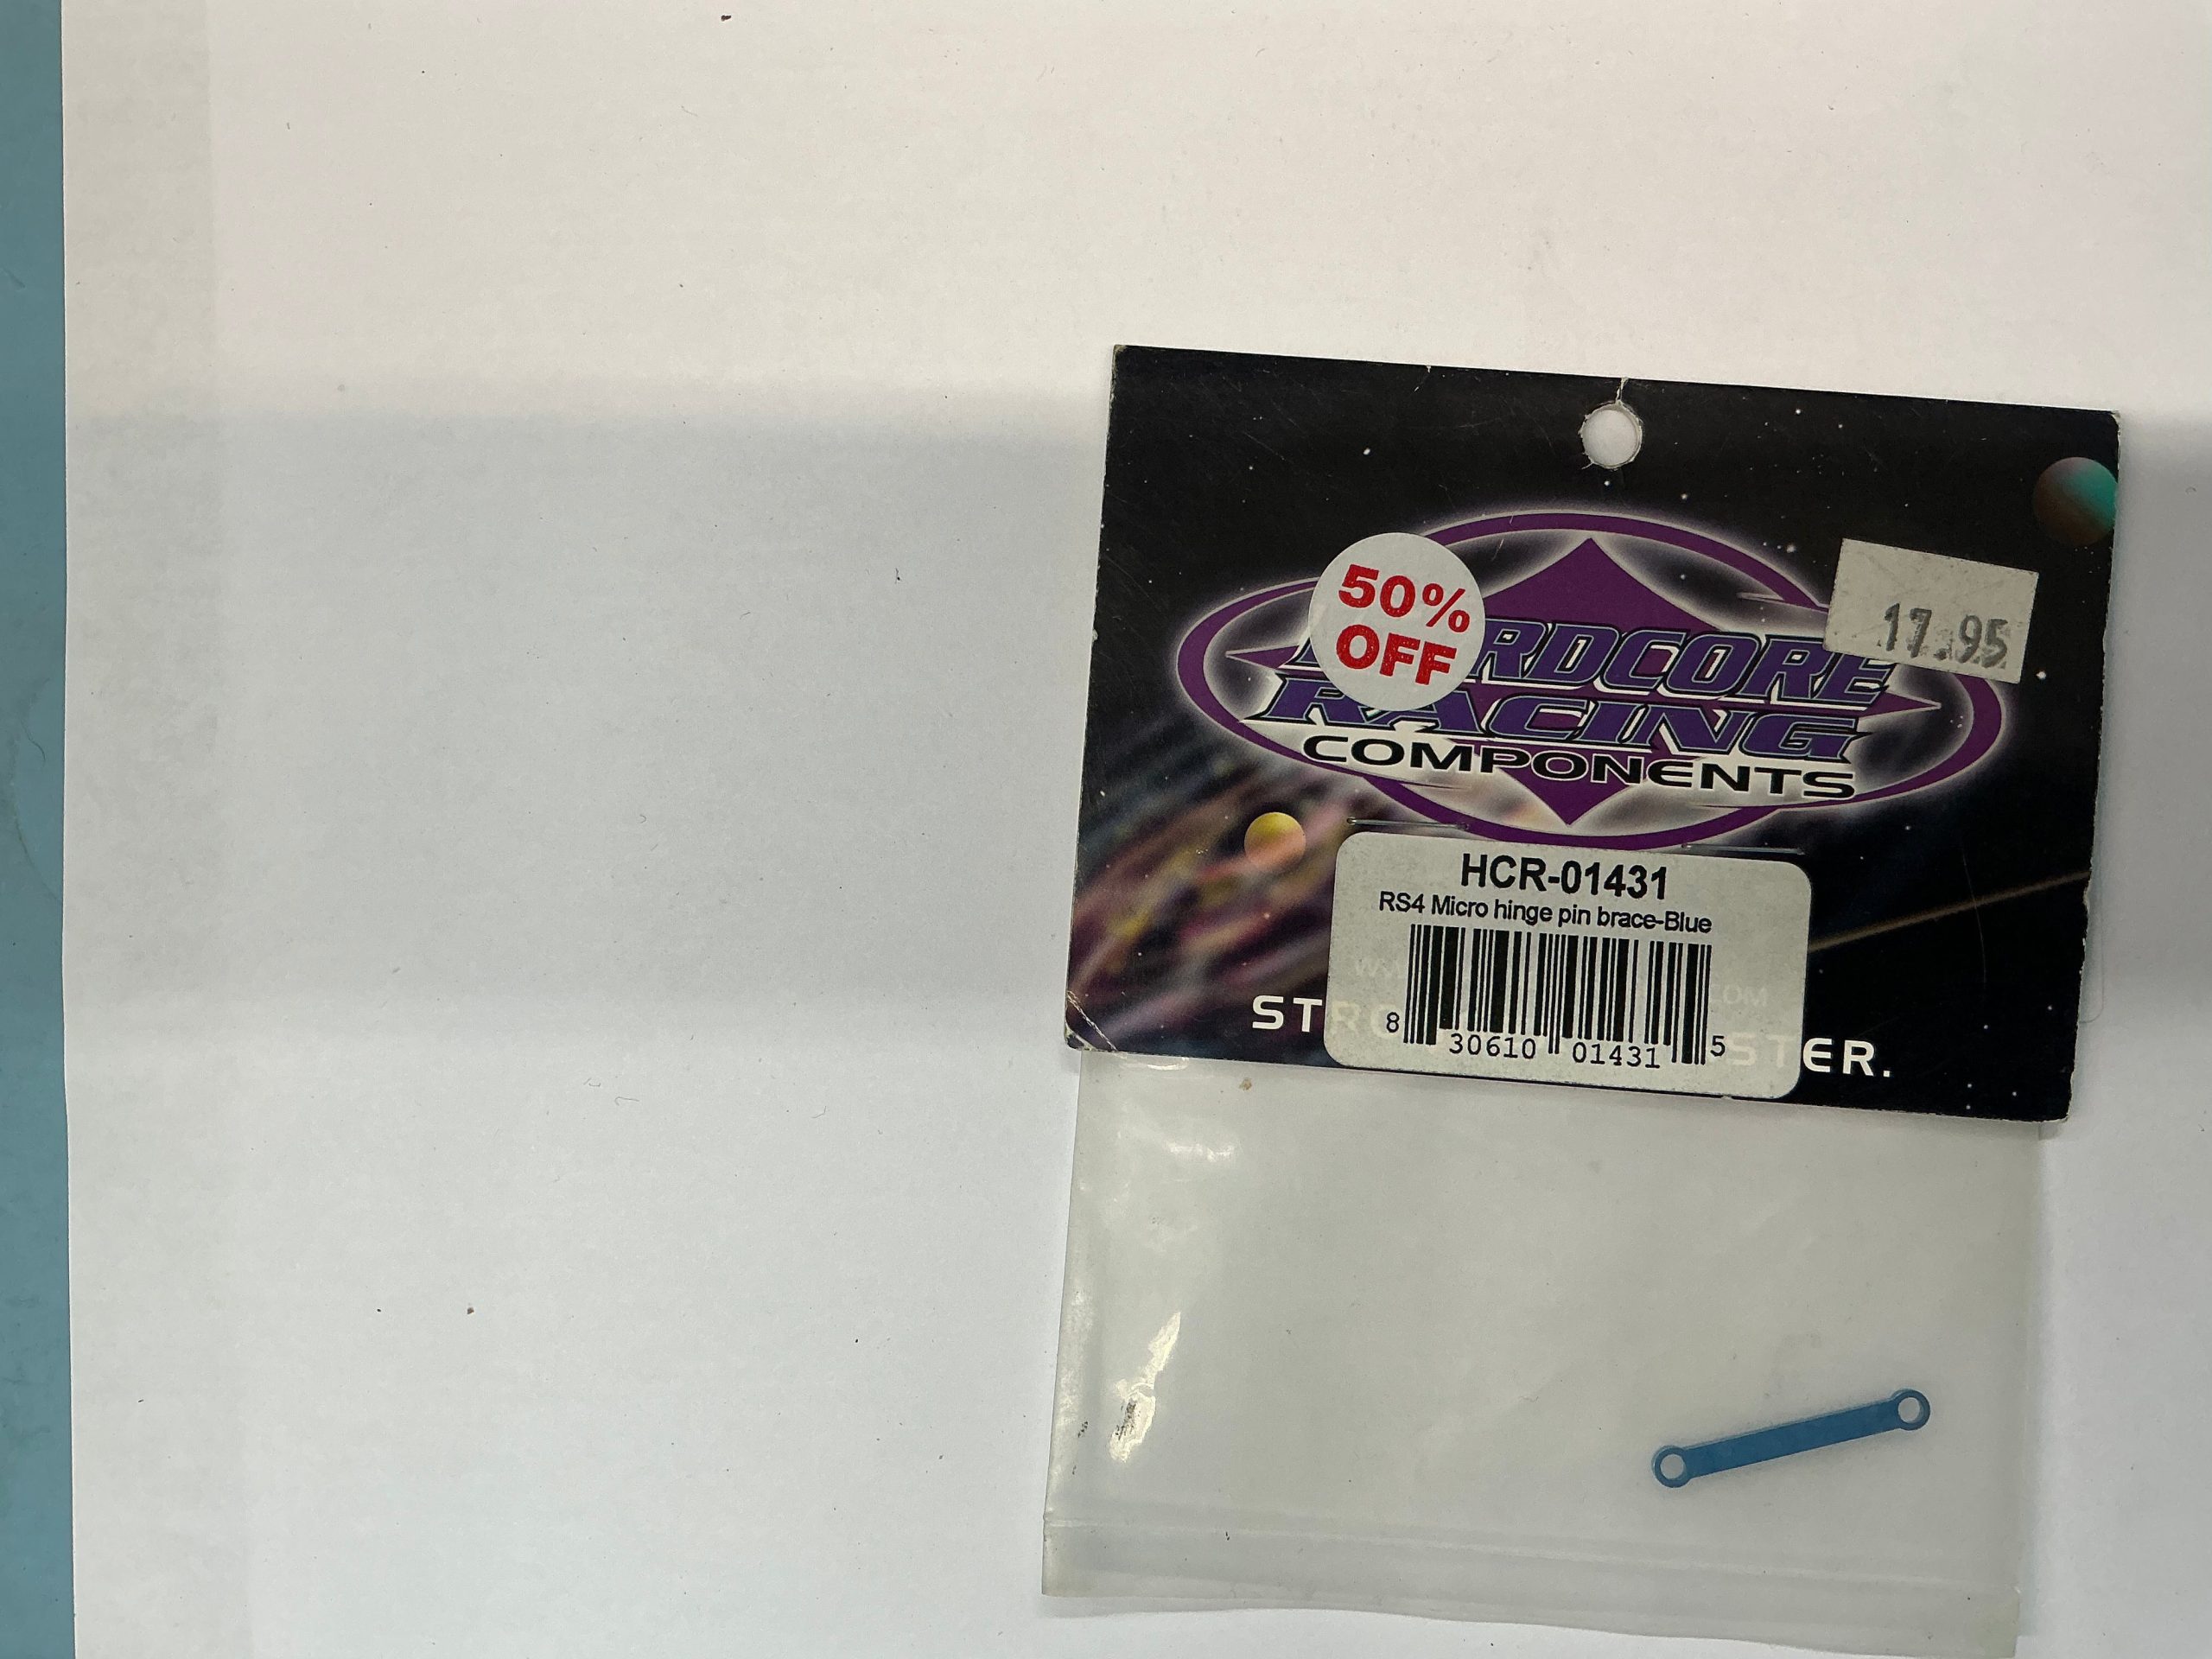 50%
OFF
17.95
RDCORE
RACING
COMPONENTS
HCR-01431
RS4 Micro hinge pin brace-Blue
8 30610 01431 5
ER.